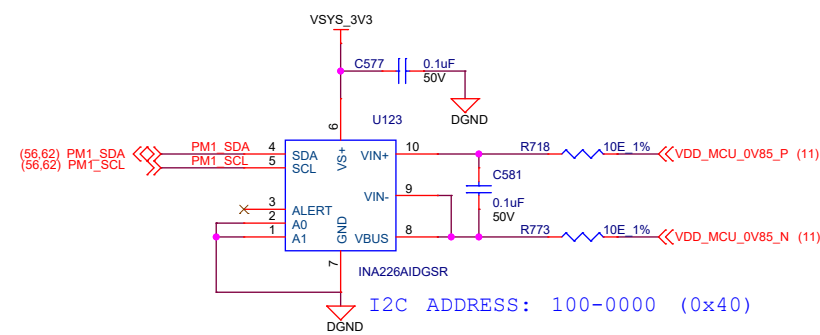 VSYS_3V3
C577
0.1uF
50V
DGND
6
U123
(56,62) PM1_SDA
PM1_SDA
4
SDA
VS+
VIN+
10
R718
10E_1%
VDD_MCU_0V85_P (11)
(56,62) PM1_SCL
PM1_SCL
5
SCL
C581
0.1uF
50V
VIN-
9
3
ALERT
2
A0
1
A1
GND
VBUS
8
R773
10E_1%
VDD_MCU_0V85_N (11)
7
INA226AIDGSR
DGND
I2C ADDRESS: 100-0000 (0x40)